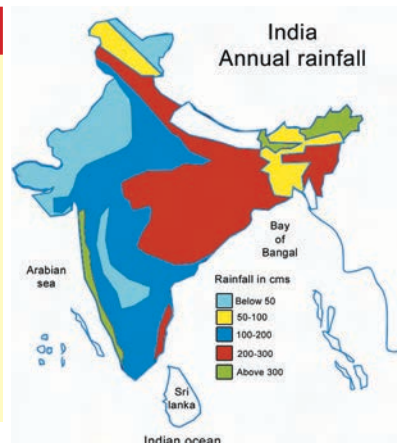 India
Annual rainfall
Bay
of
Bangal
Arabian
sea
Rainfall in cms
Below 50
50-100
100-200
200-300
Above 300
Sri
lanka
Indian ocean